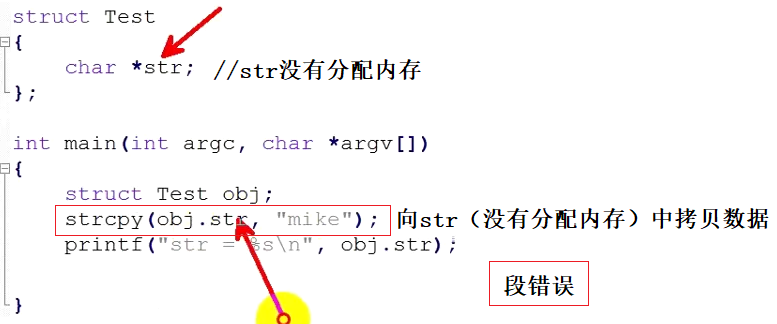 struct Test
{
char *str; //str没有分配内存
};
int main(int argc, char *argv[])
{
struct Test obj;
strcpy(obj.str, "mike"); 向str（没有分配内存）中拷贝数据
printf("str = %s\n", obj.str);
段错误
}